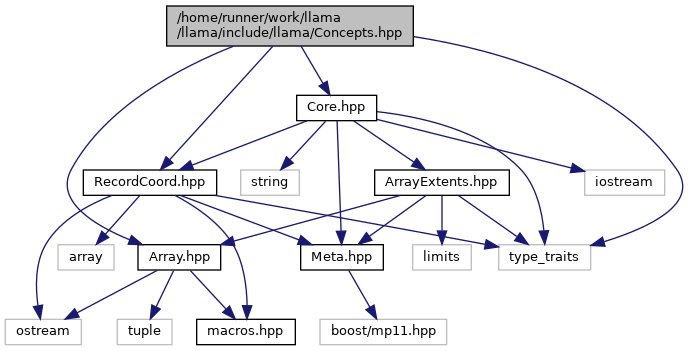 /home/runner/work/llama
/llama/include/llama/Concepts.hpp
Core.hpp
RecordCoord.hpp
string
ArrayExtents.hpp
iostream
array
Array.hpp
Meta.hpp
limits
type_traits
ostream
tuple
macros.hpp
boost/mp11.hpp